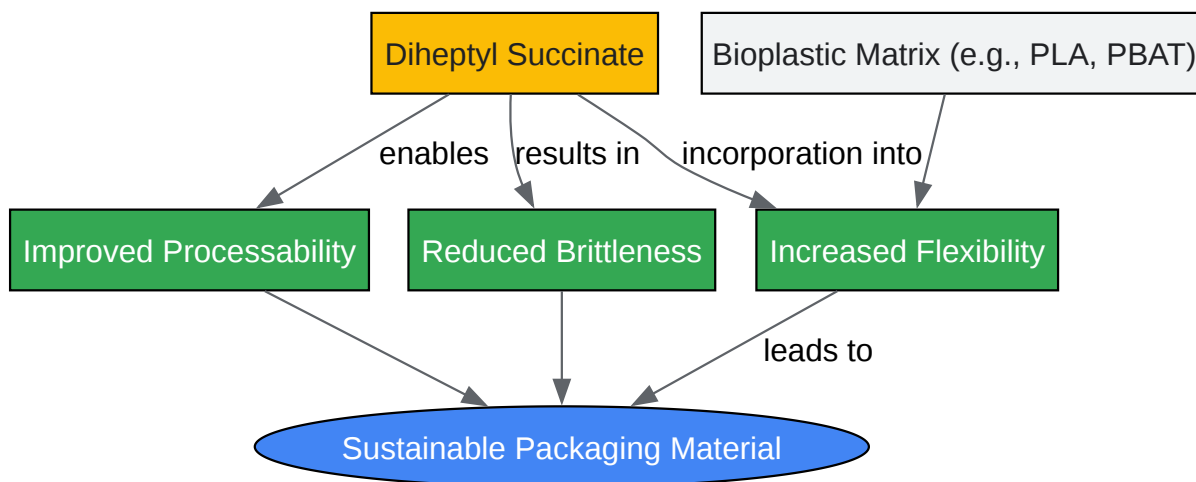 Diheptyl Succinate
Bioplastic Matrix (e.g., PLA, PBAT)
enables
results in
incorporation into
Improved Processability
Reduced Brittleness
Increased Flexibility
leads to
Sustainable Packaging Material